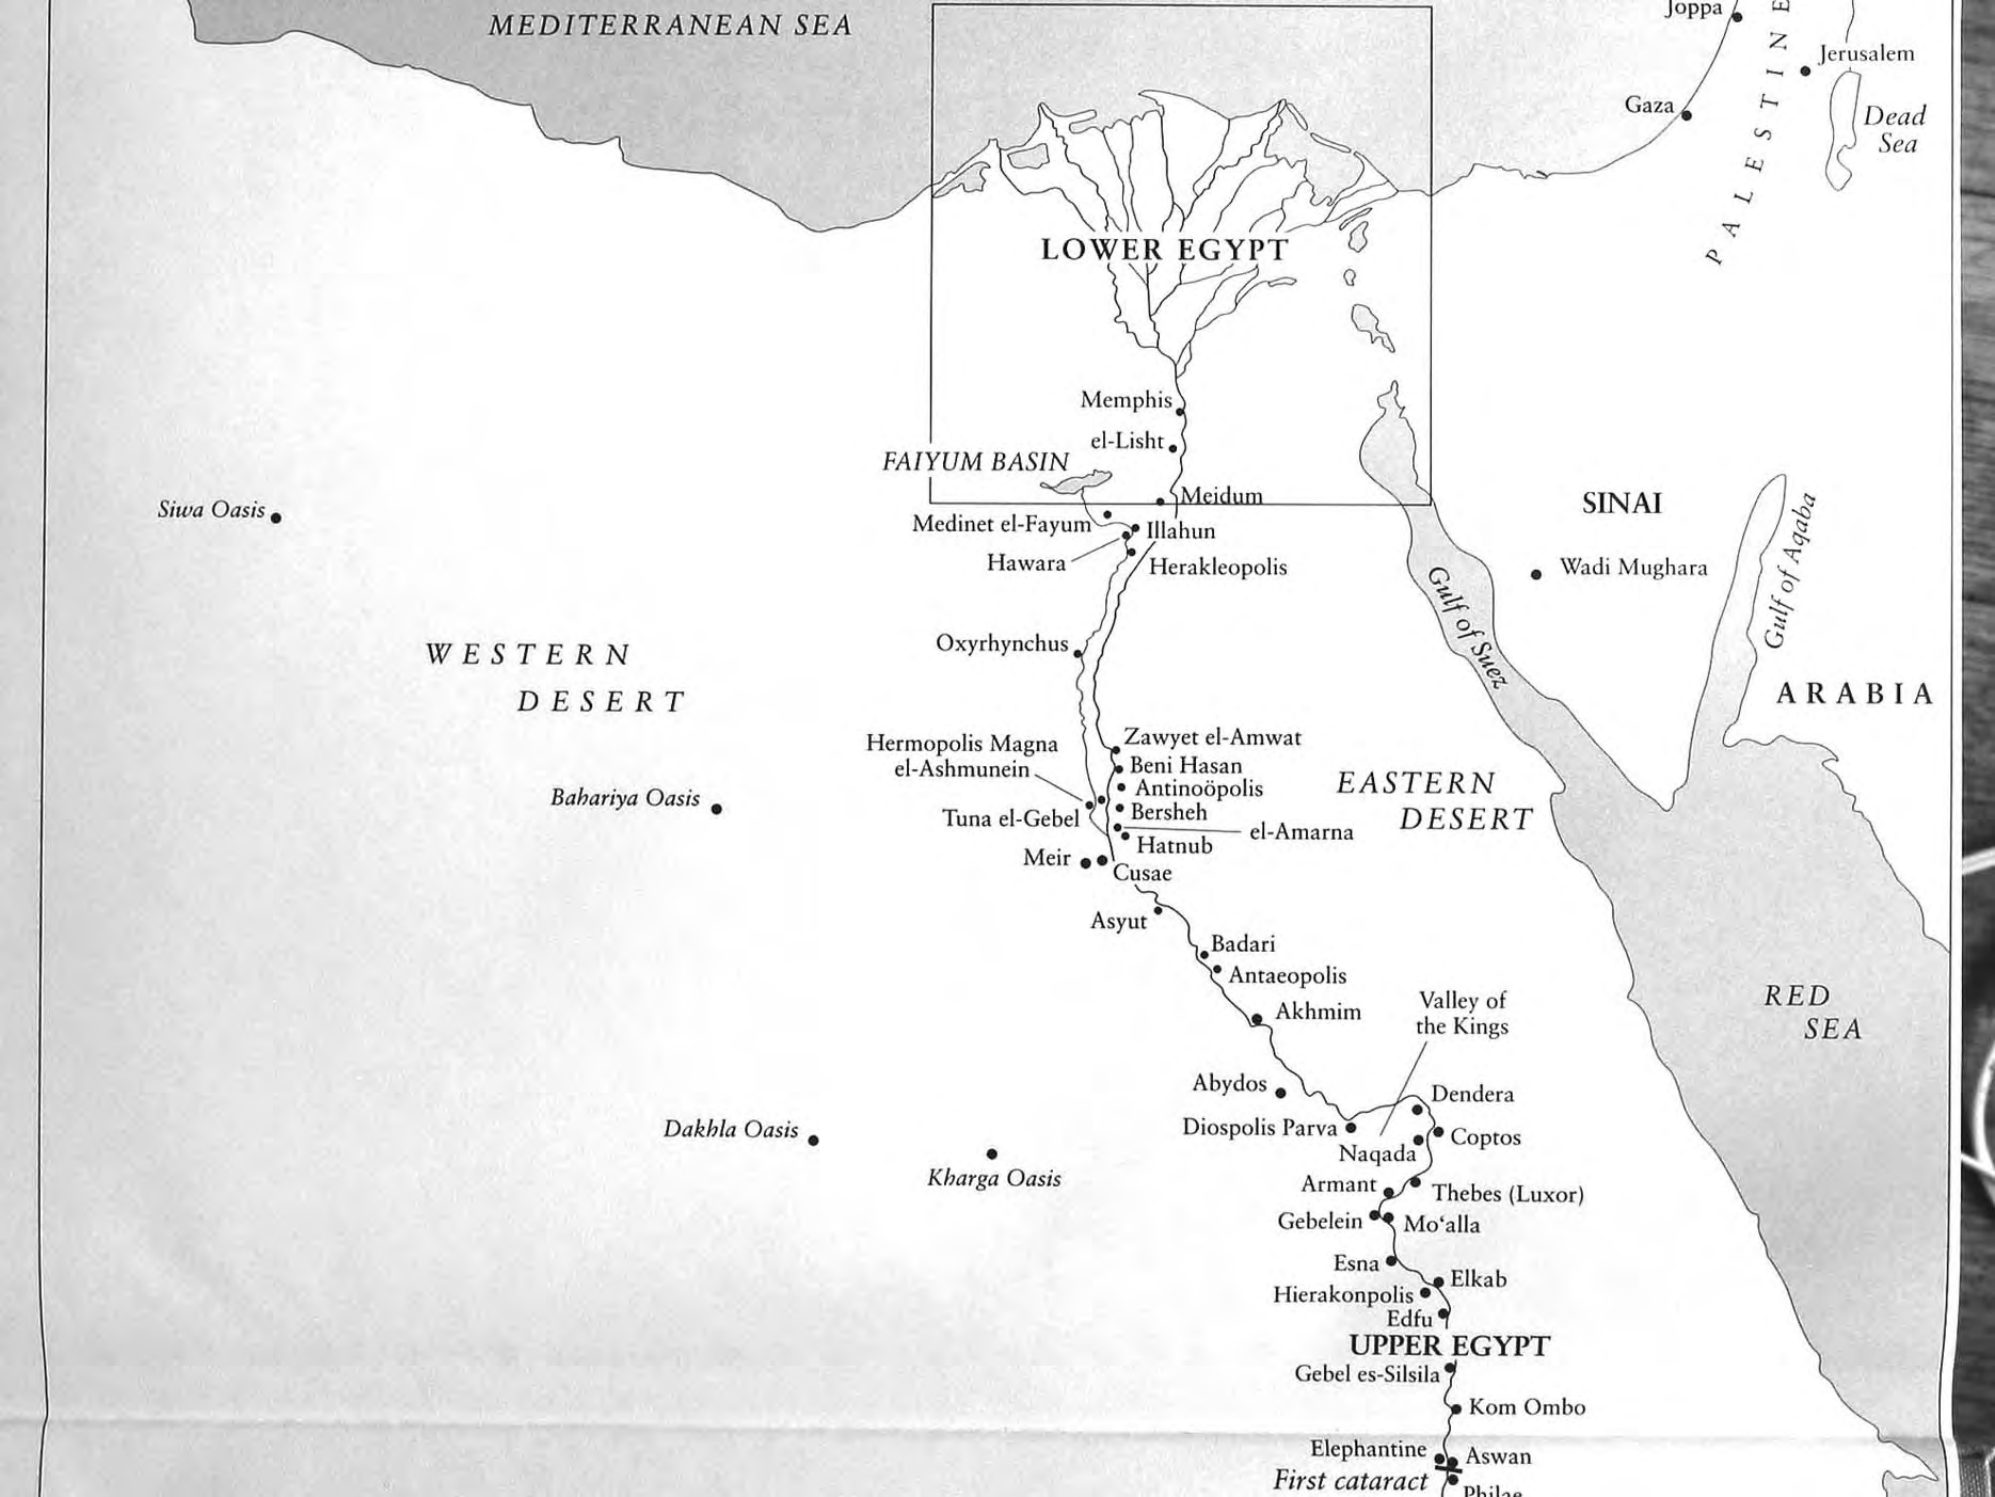 MEDITERRANEAN SEA
Joppa
PALESTINE
Jerusalem
Gaza
Dead
Sea
LOWER EGYPT
Memphis
el-Lisht
FAIYUM BASIN
Meidum
Siwa Oasis
Medinet el-Fayum
Illahun
Hawara
Herakleopolis
SINAI
Wadi Mughara
Gulf of Aqaba
Gulf of Suez
Oxyrhynchus
WESTERN
DESERT
ARABIA
Hermopolis Magna
el-Ashmunein
Zawyet el-Amwat
Beni Hasan
Antinoöpolis
Bersheh
Tuna el-Gebel
el-Amarna
Hatnub
EASTERN
DESERT
Bahariya Oasis
Meir
Cusae
Asyut
Badari
Antaeopolis
Akhmim
Valley of
the Kings
RED
SEA
Abydos
Dendera
Diospolis Parva
Coptos
Naqada
Dakhla Oasis
Kharga Oasis
Armant
Thebes (Luxor)
Gebelein
Mo‘alla
Esna
Elkab
Hierakonpolis
Edfu
UPPER EGYPT
Gebel es-Silsila
Kom Ombo
Elephantine
Aswan
First cataract
Philae